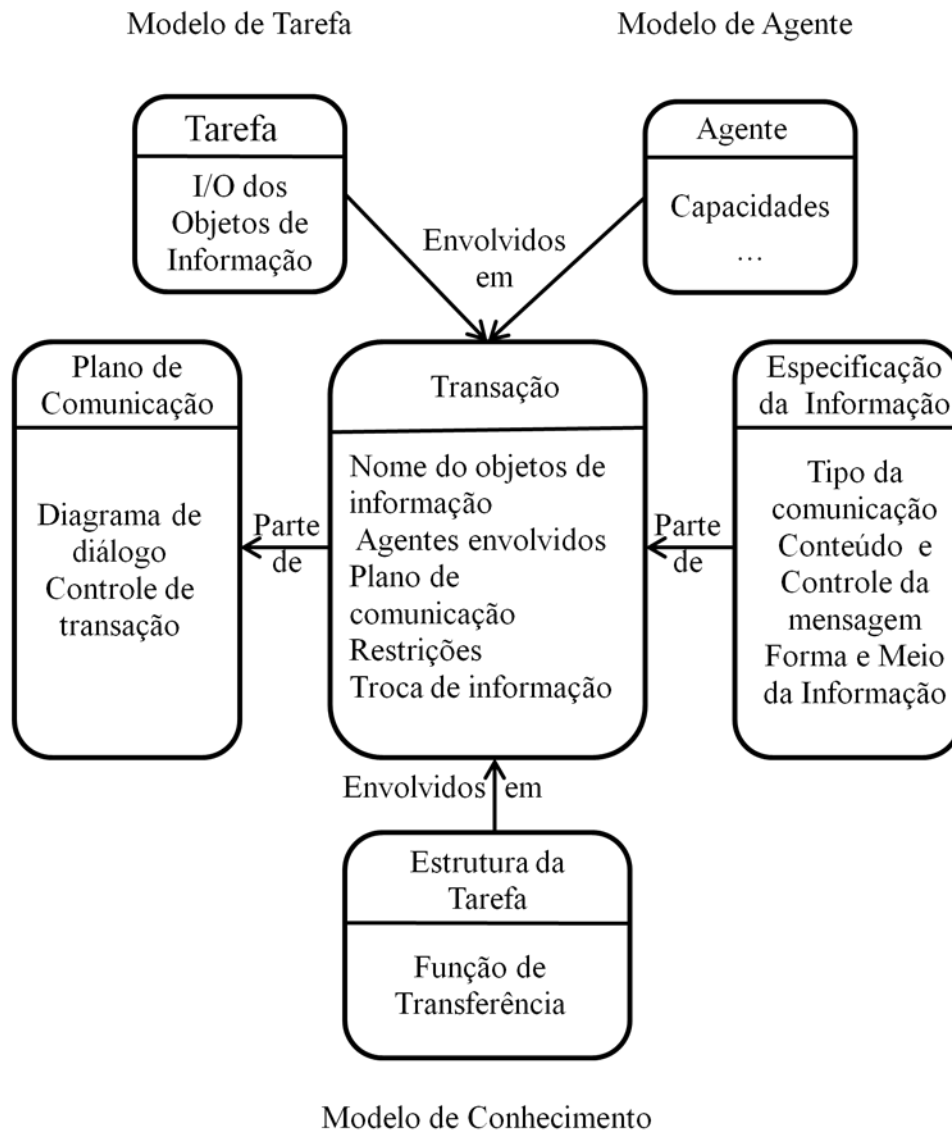 Modelo de Tarefa
Modelo de Agente
Tarefa
I/O dos
Objetos de
Informação
Agente
Capacidades
...
Envolvidos
em
Plano de
Comunicação
Diagrama de
diálogo
Controle de
transação
Parte
de
Transação
Nome do objetos de
informação
Agentes envolvidos
Plano de
comunicação
Restrições
Troca de informação
Parte
de
Especificação
da Informação
Tipo da
comunicação
Conteúdo e
Controle da
mensagem
Forma e Meio
da Informação
Envolvidos em
Estrutura da
Tarefa
Função de
Transferência
Modelo de Conhecimento